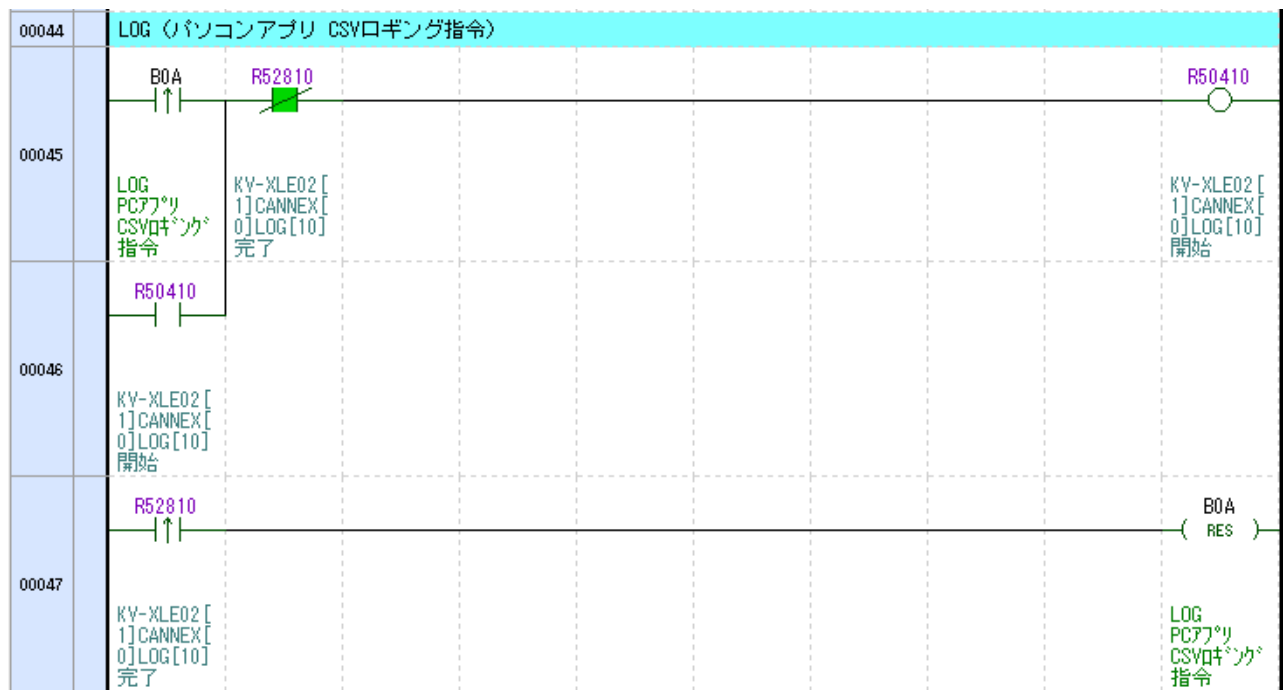 00044
LOG（パソコンアプリ CSVロギング指令）
B0A
R52810
R50410
00045
LOG
PCｱﾌﾟﾘ
CSVﾛｷﾞﾝｸﾞ
指令
KV-XLE02[
1]CANNEX[
0]LOG[10]
完了
KV-XLE02[
1]CANNEX[
0]LOG[10]
開始
R50410
00046
KV-XLE02[
1]CANNEX[
0]LOG[10]
開始
R52810
B0A
RES
00047
KV-XLE02[
1]CANNEX[
0]LOG[10]
完了
LOG
PCｱﾌﾟﾘ
CSVﾛｷﾞﾝｸﾞ
指令